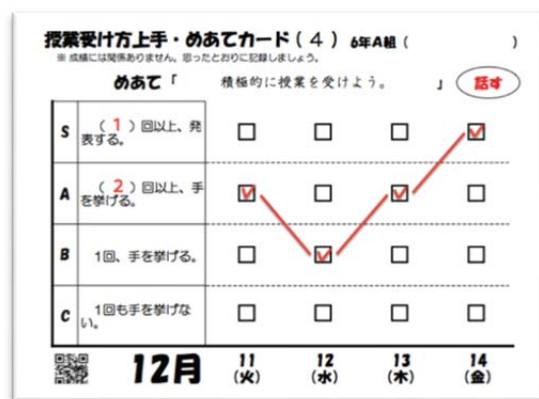 授業受け方上手・めあてカード(4) 6年A組( )
※ 成績には関係ありません。思ったとおりに記録しましょう。
めあて「 積極的に授業を受けよう。 」 話す
S (1)回以上、発
表する。
A (2)回以上、手
を挙げる。
B 1回、手を挙げる。
C 1回も手を挙げな
い。
12月 11 12 13 14
(火) (水) (木) (金)